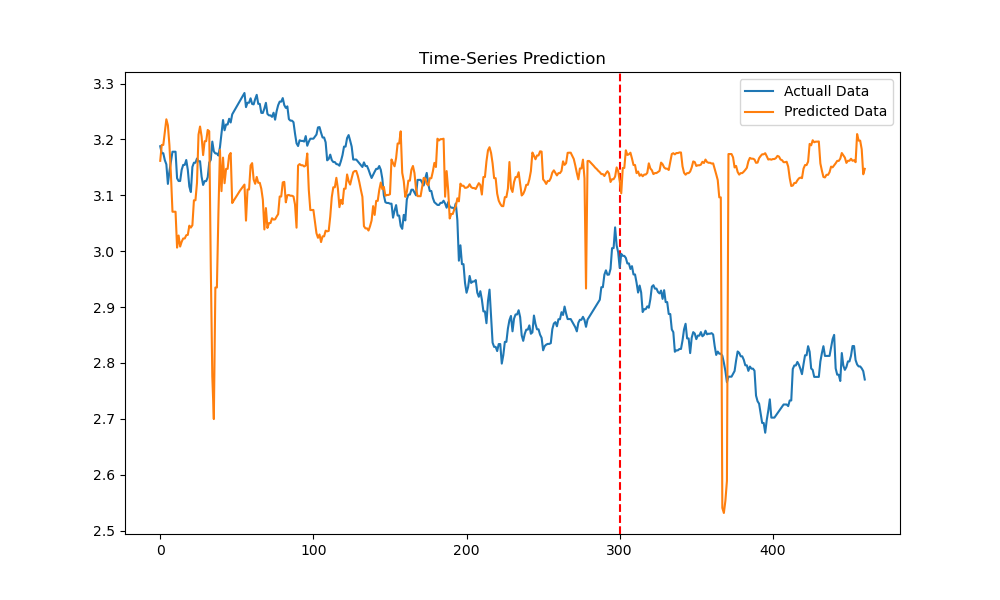 Time-Series Prediction
Actuall Data
Predicted Data
3.3
3.2
3.1
3.0
2.9
2.8
2.7
2.6
2.5
0 100 200 300 400